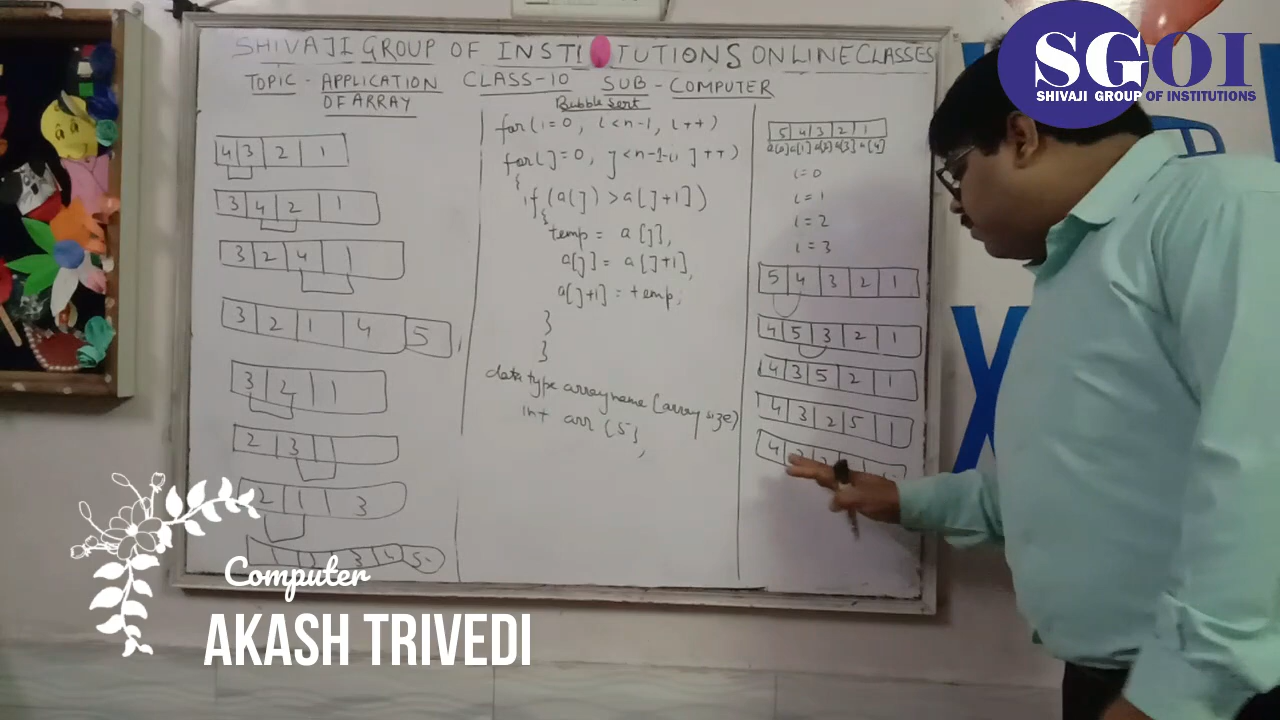 SHIVAJI GROUP OF INSTITUTIONS ONLINE CLASSES
TOPIC - APPLICATION OF ARRAY
CLASS-10 SUB - COMPUTER
4 3 2 1
3 4 2 1
3 2 4 1
3 2 1 4 5
3 2 1
2 3 1
2 1 3
3 4 5
Bubble Sort
for(i=0, i<n-1, i++)
for(j=0, j<n-1-i, j++)
{
if(a(j)>a[j+1])
{
temp = a[j],
a[j] = a[j+1],
a[j+1] = temp;
}
}
data type arrayname (array size)
int arr (5),
5 4 3 2 1
a[0] a[1] a[2] a[3] a[4]
i=0
i=1
i=2
i=3
5 4 3 2 1
4 5 3 2 1
4 3 5 2 1
4 3 2 5 1
4
SGOI
SHIVAJI GROUP OF INSTITUTIONS
Computer
AKASH TRIVEDI